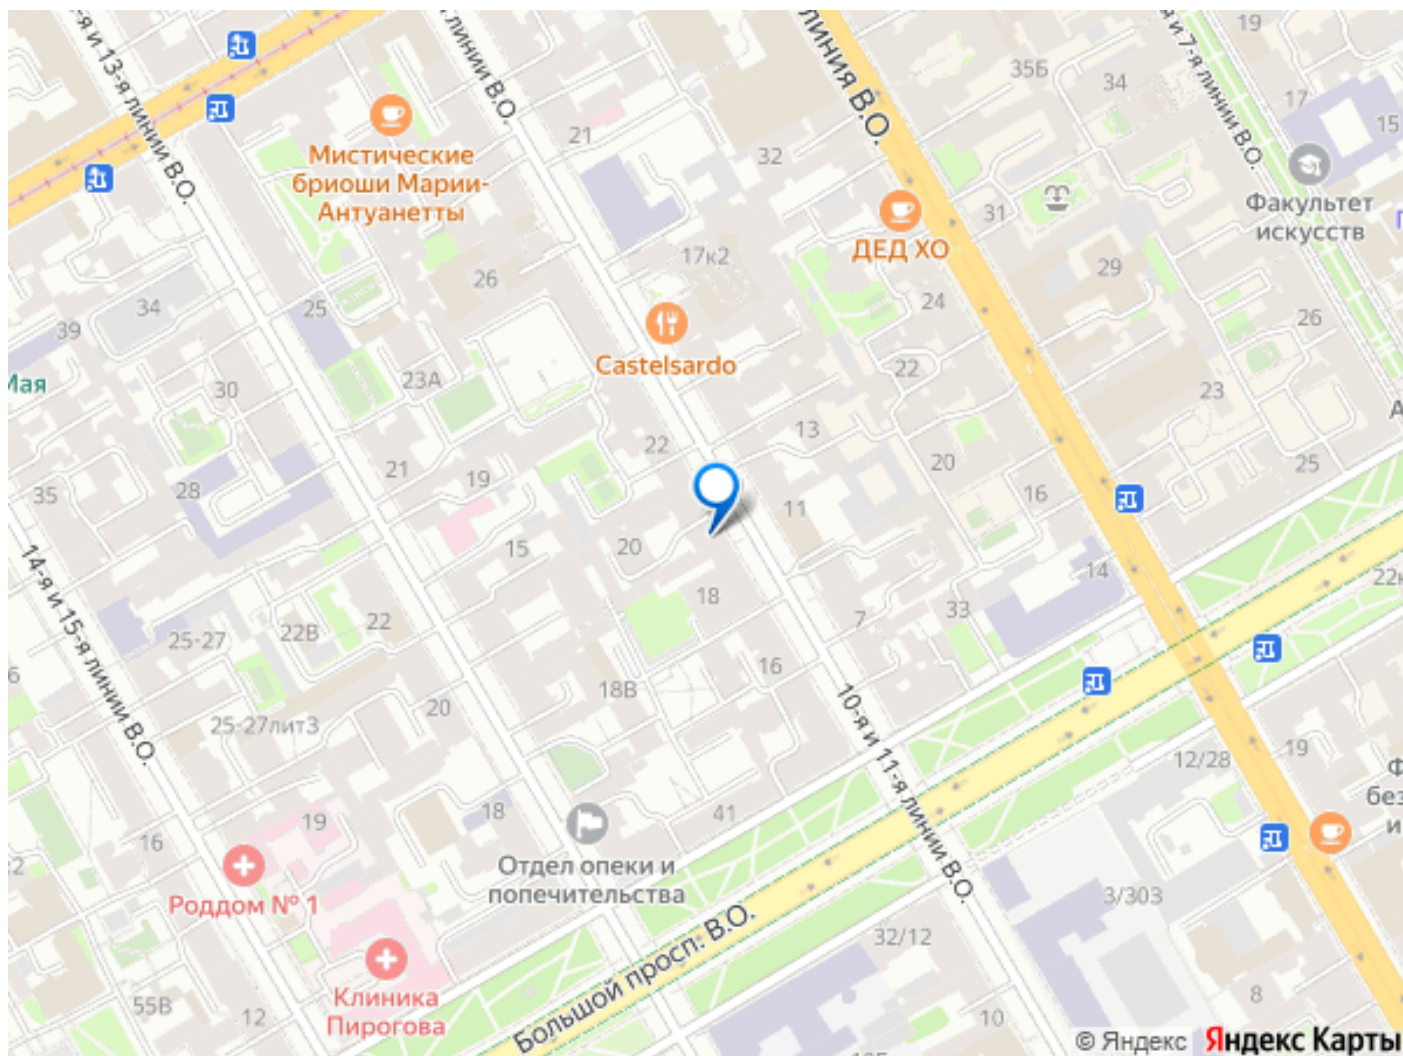 19
-я и 13-я линии В.О.
линии В.О.
линия В.О.
и 7-я линии В.О.
35Б
34
17
15
21
32
Мистические
бриоши Марии-
Антуанетты
Факультет
искусств
31
ДЕД ХО
17к2
26
29
34
25
24
26
39
Castelsardo
22
Мая
30
23А
23
13
22
20
25
21
19
28
35
16
11
15
20
14
22к
18
33
7
14-я и 15-я линии В.О.
25-27
22В
22
16
6
18В
10-я и 11-я линии В.О.
20
25-27лит3
12/28
19
41
18
19
16
Отдел опеки и
попечительства
Роддом № 1
2
без
и
3/303
Большой просп. В.О.
32/12
Клиника
Пирогова
55В
12
8
10
© Яндекс Яндекс Карты